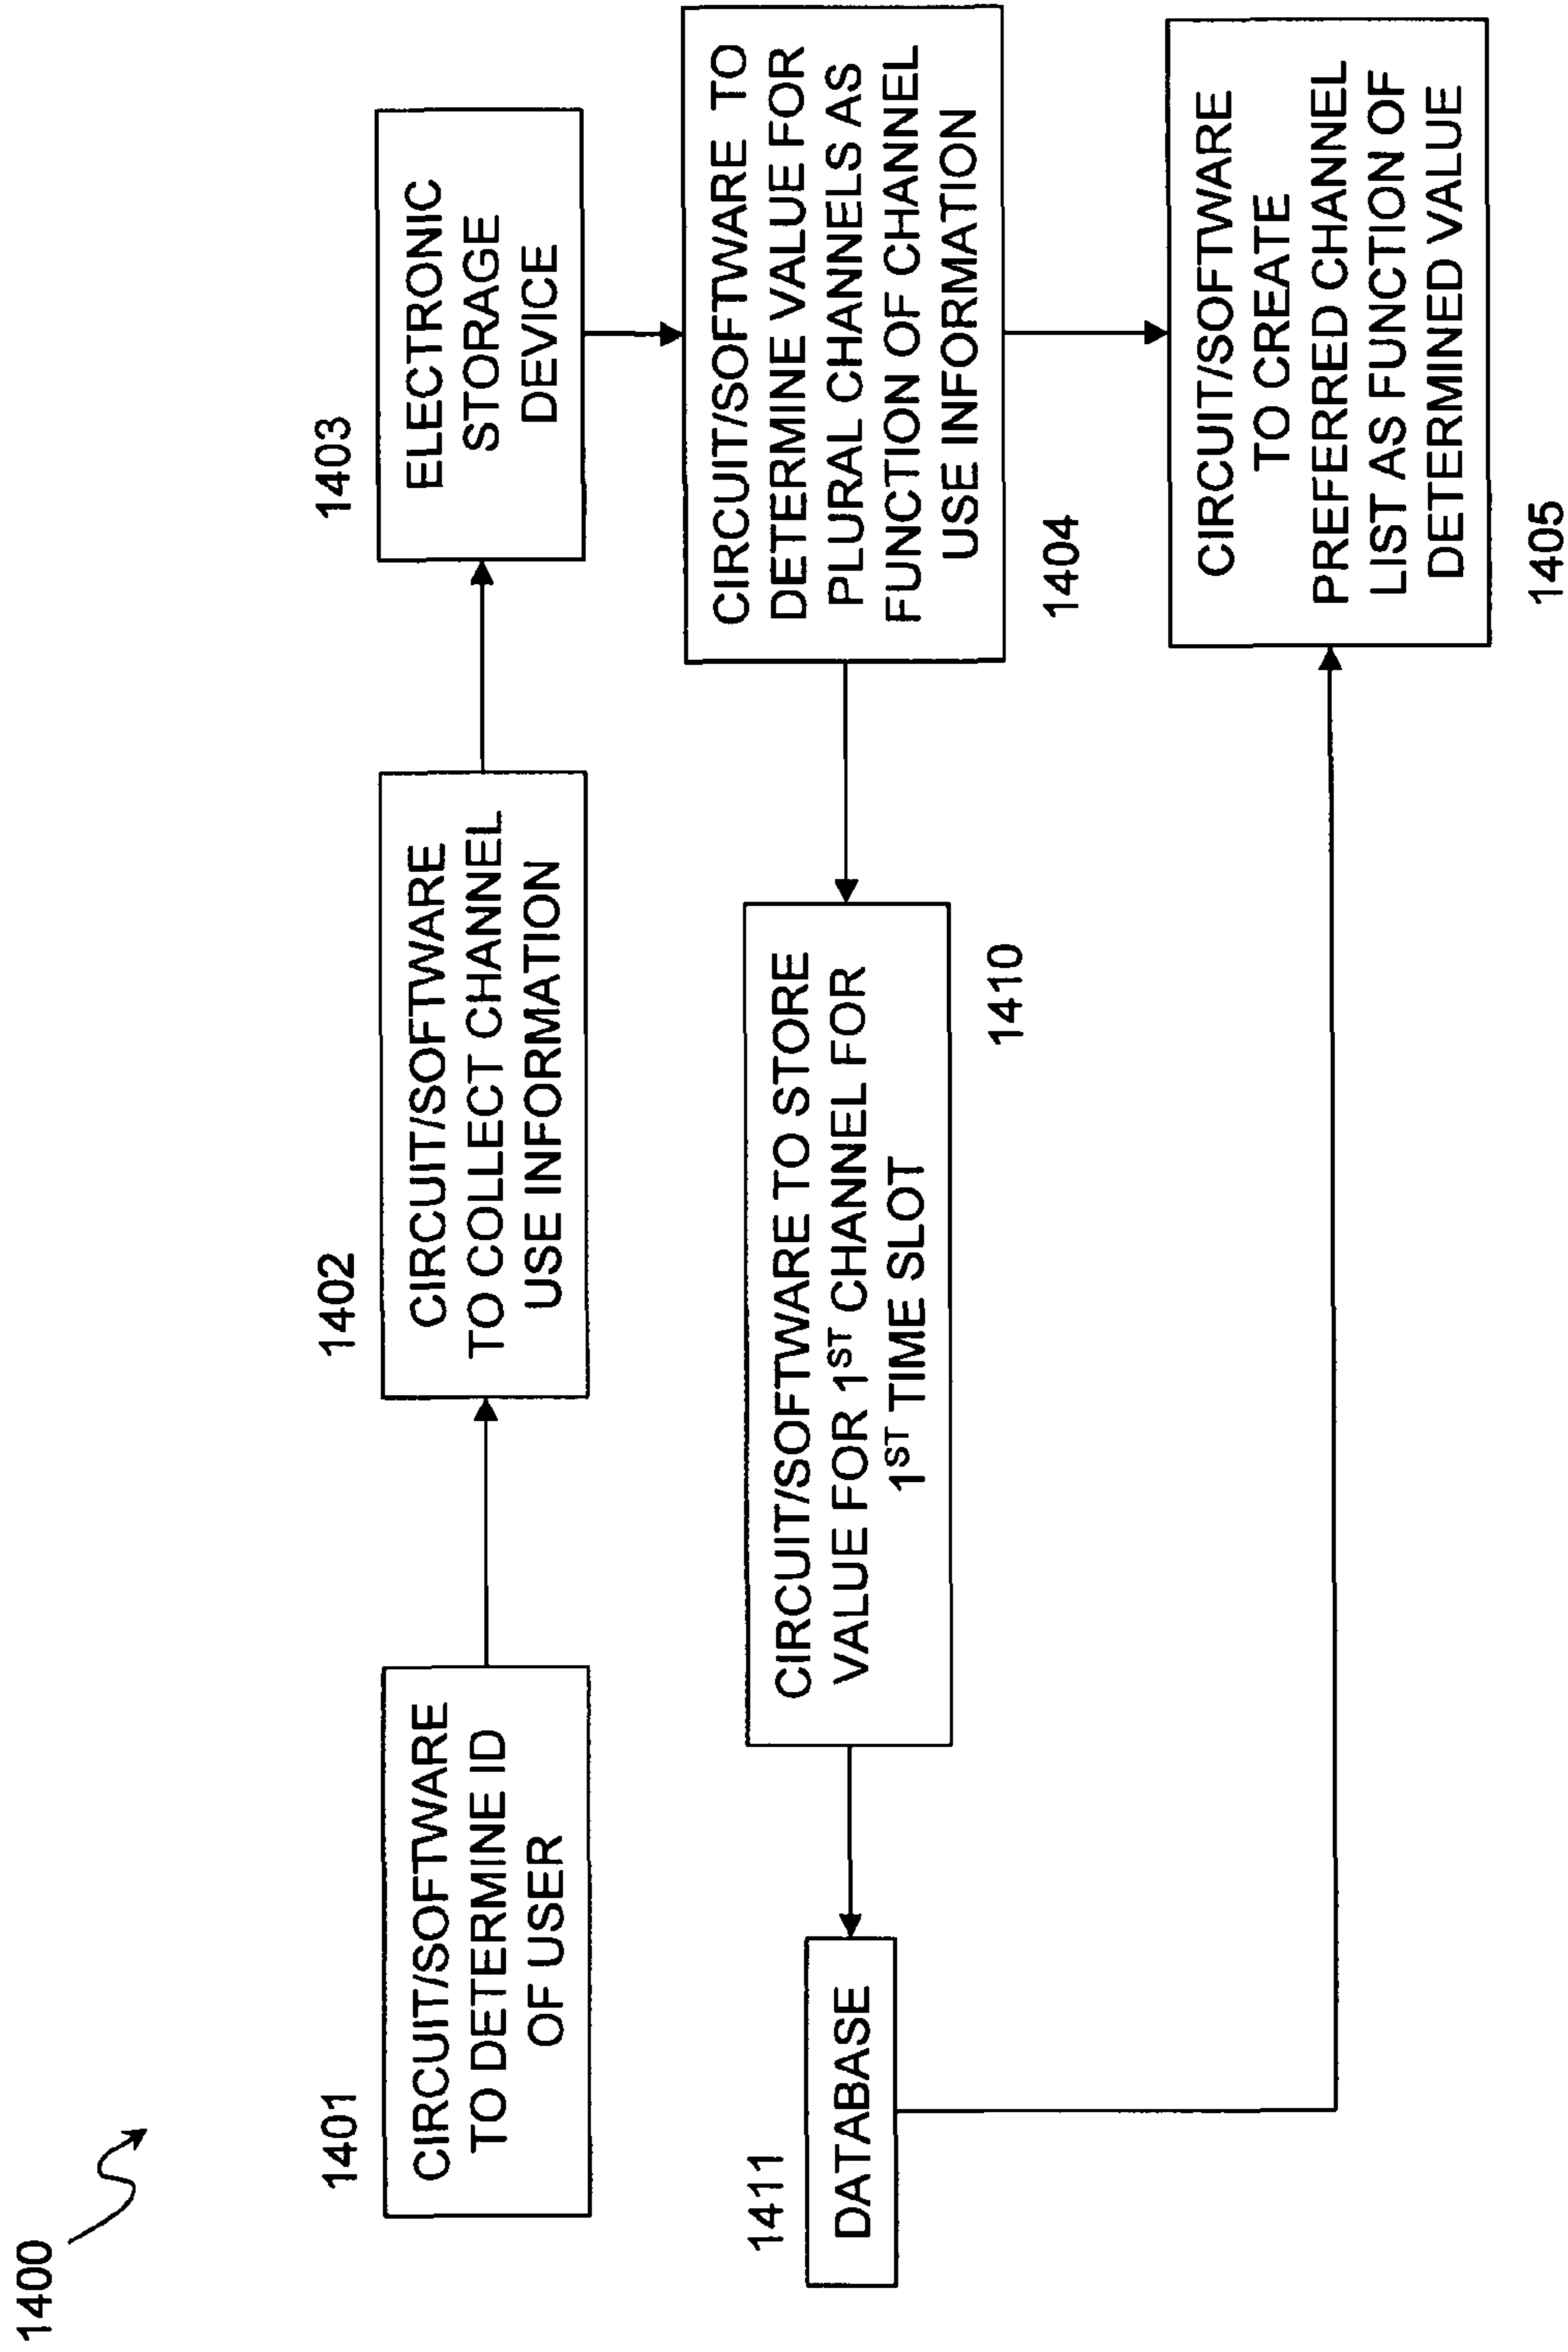 1400
1401
CIRCUIT/SOFTWARE
TO DETERMINE ID
OF USER
1402
CIRCUIT/SOFTWARE
TO COLLECT CHANNEL
USE INFORMATION
1403
ELECTRONIC
STORAGE
DEVICE
CIRCUIT/SOFTWARE TO
DETERMINE VALUE FOR
PLURAL CHANNELS AS
FUNCTION OF CHANNEL
USE INFORMATION
1404
CIRCUIT/SOFTWARE TO STORE
VALUE FOR 1ST CHANNEL FOR
1ST TIME SLOT
1410
1411
DATABASE
CIRCUIT/SOFTWARE
TO CREATE
PREFERRED CHANNEL
LIST AS FUNCTION OF
DETERMINED VALUE
1405